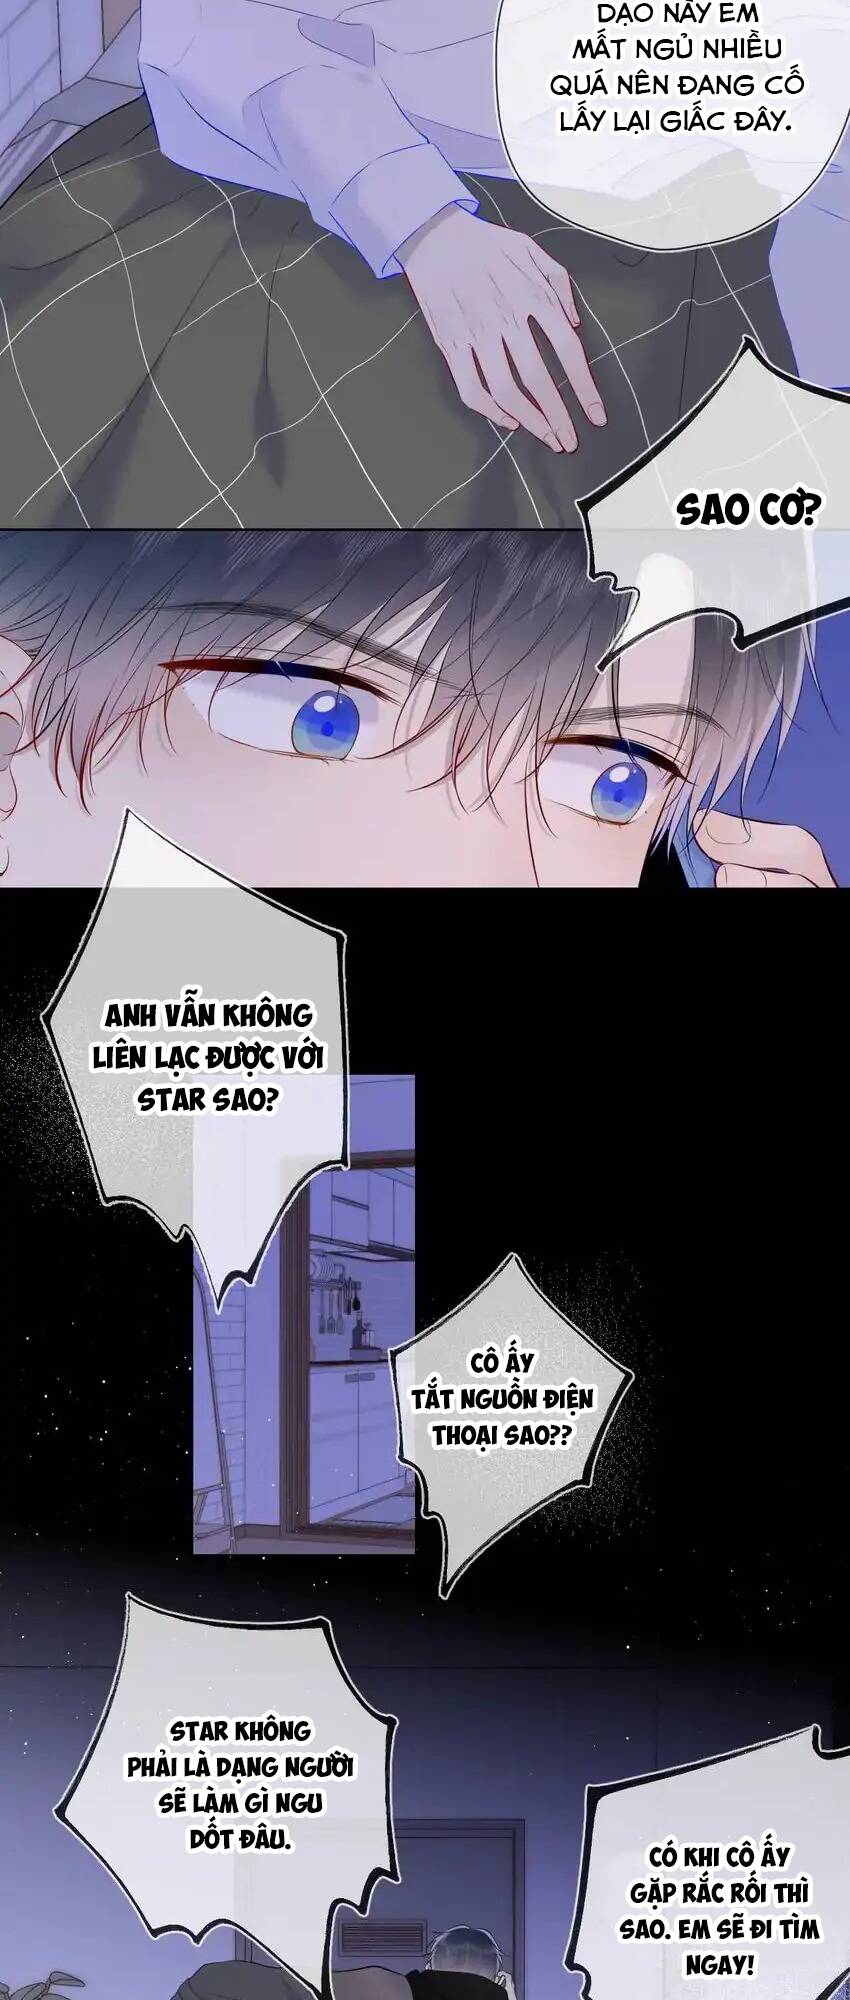 DẠO NÀY EM
MẤT NGỦ NHIỀU
QUÁ NÊN ĐANG CỐ
LẤY LẠI GIẤC ĐÂY.
SAO CƠ?
ANH VẪN KHÔNG
LIÊN LẠC ĐƯỢC VỚI
STAR SAO?
CÔ ẤY
TẮT NGUỒN ĐIỆN
THOẠI SAO??
STAR KHÔNG
PHẢI LÀ DẠNG NGƯỜI
SẼ LÀM GÌ NGU
DỐT ĐÂU.
CÓ KHI CÔ ẤY
GẶP RẮC RỐI THÌ
SAO. EM SẼ ĐI TÌM
NGAY!